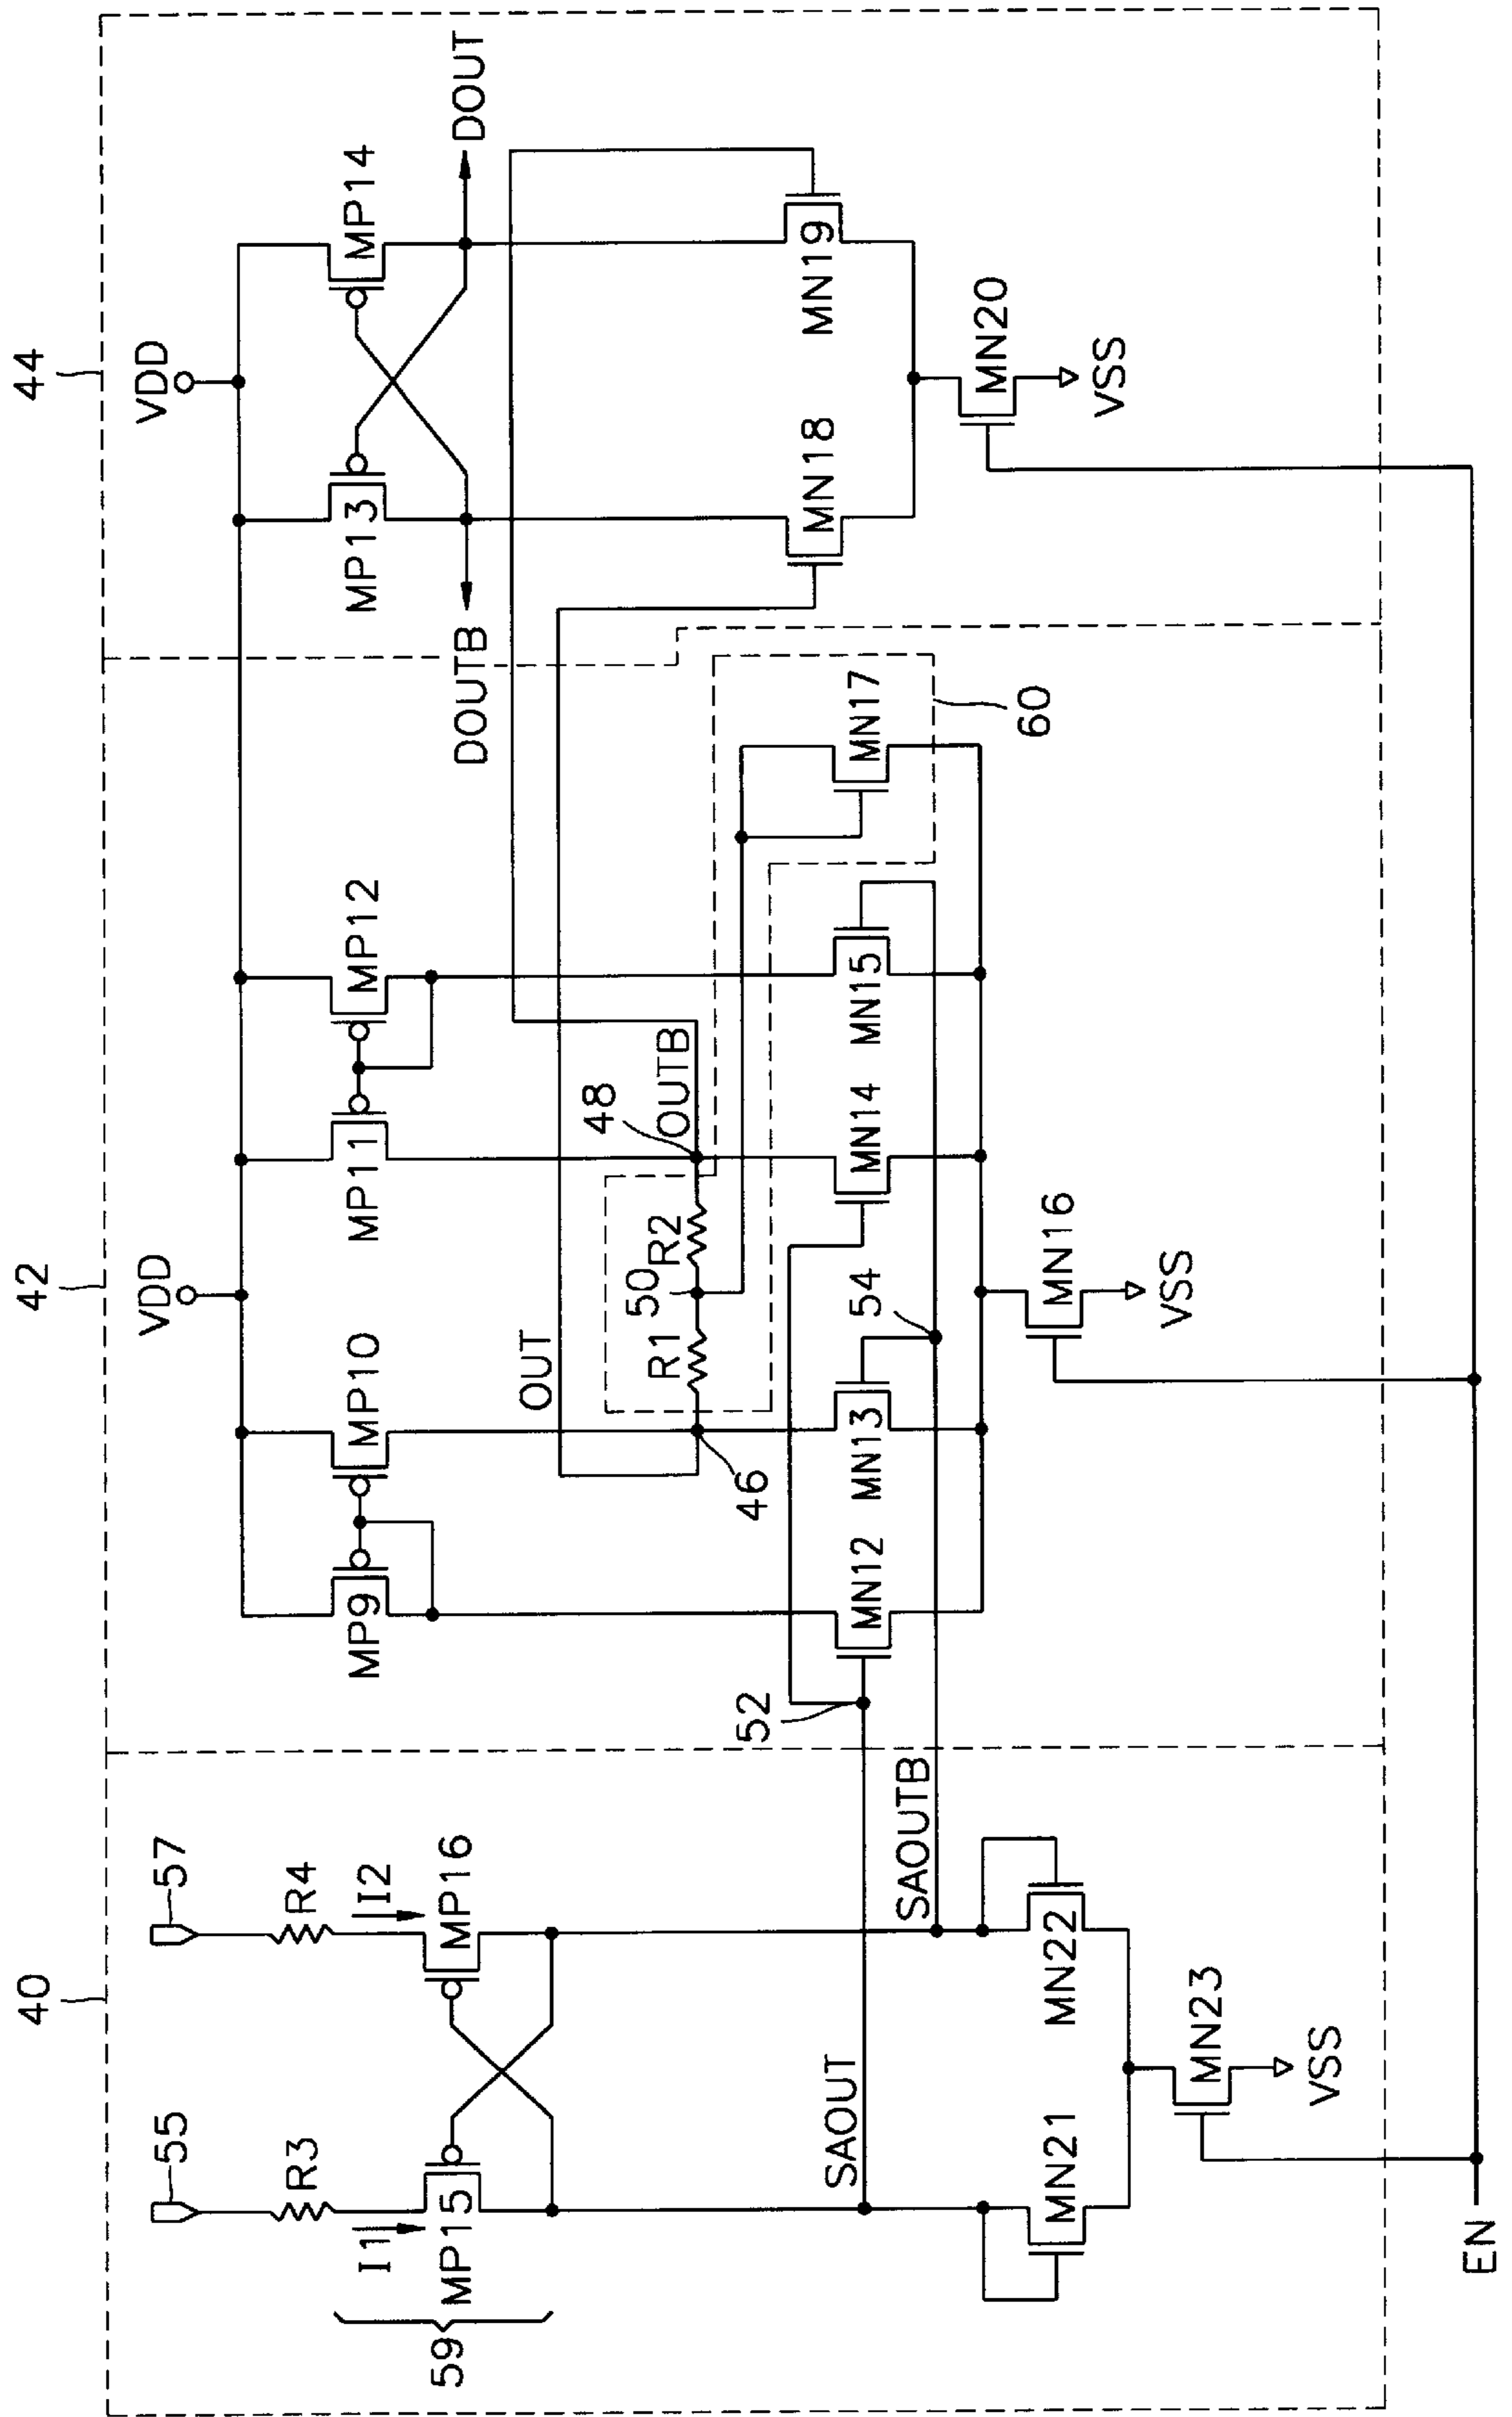 40
42
44
55
57
R3
R4
I1
I2
MP15
MP16
59
SAOUT
SAOUTB
MN21
MN22
MN23
VSS
EN
VDD
MP9
MP10
MP11
MP12
OUT
OUTB
46
48
R1
50
R2
52
54
MN12
MN13
MN14
MN15
MN16
VSS
MN17
60
VDD
MP13
MP14
DOUTB
DOUT
MN18
MN19
MN20
VSS